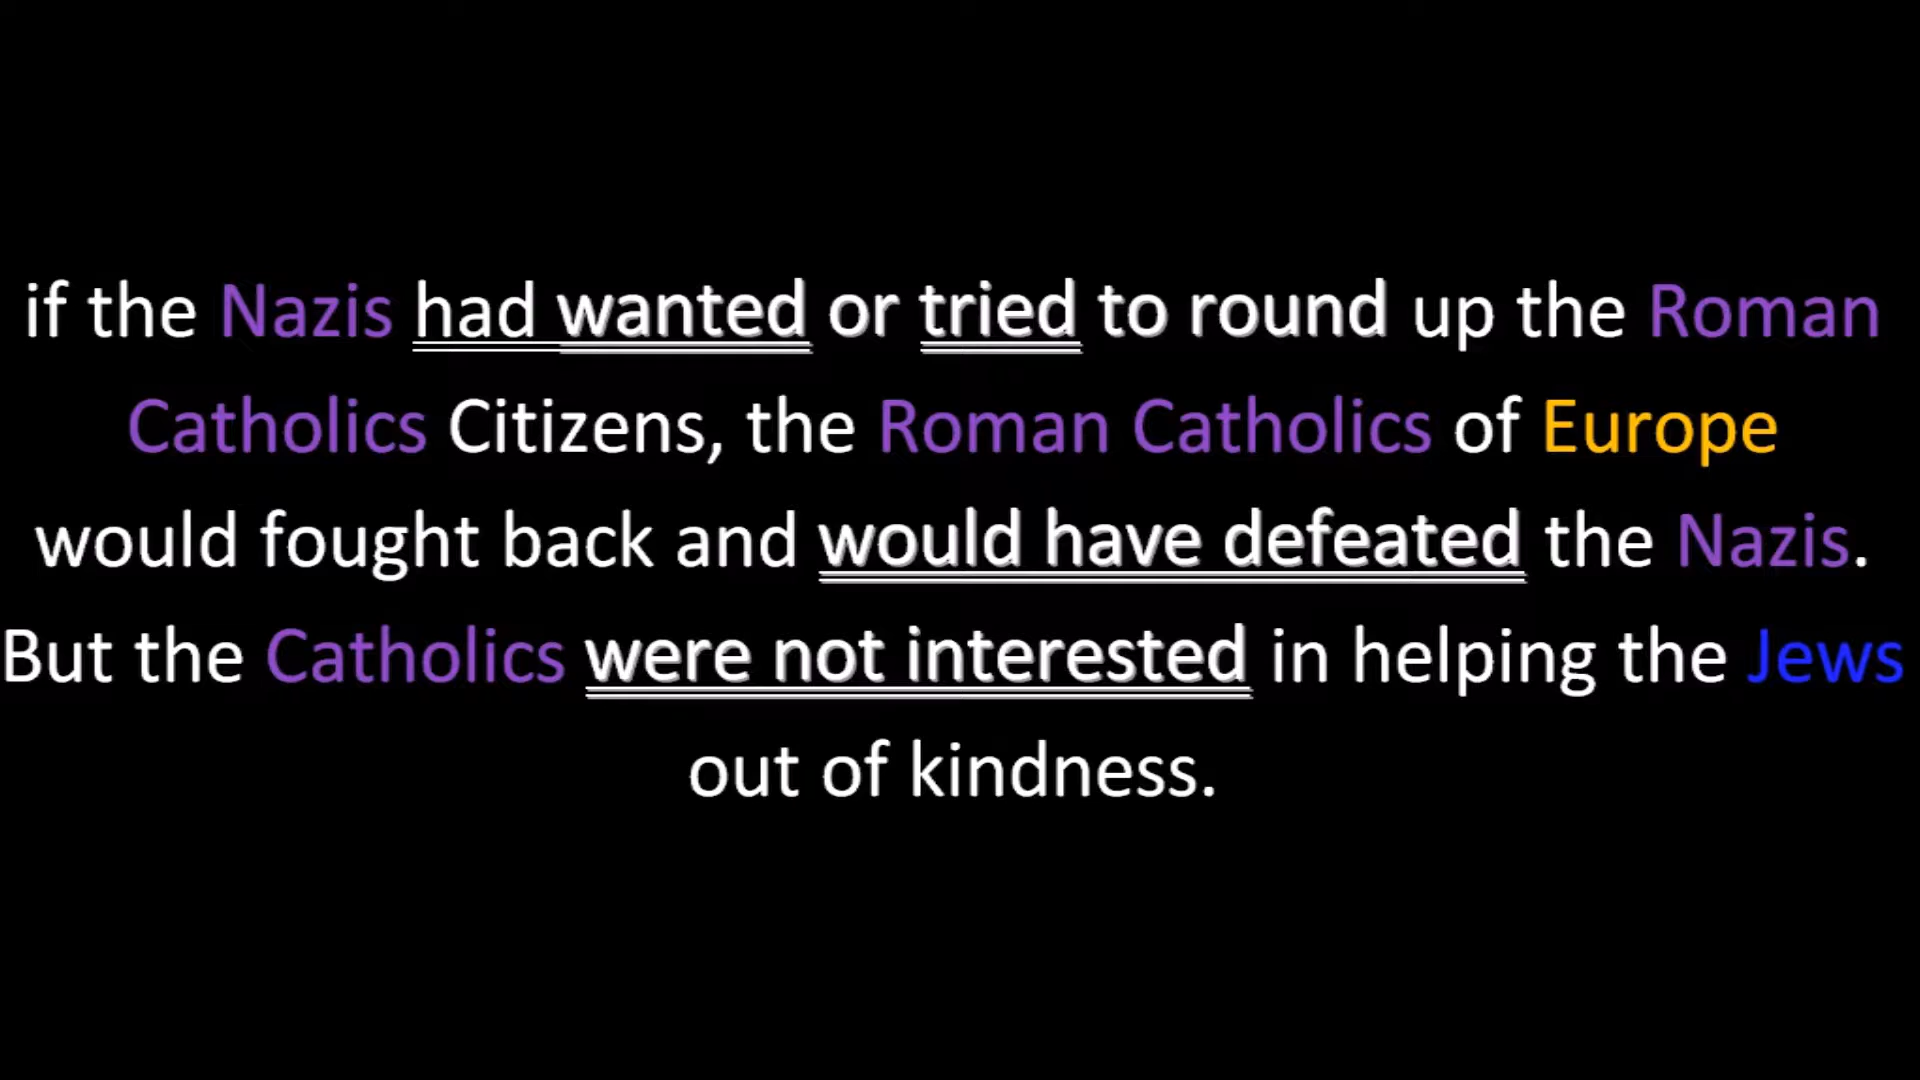 if the Nazis had wanted or tried to round up the Roman
Catholics Citizens, the Roman Catholics of Europe
would fought back and would have defeated the Nazis.
But the Catholics were not interested in helping the Jews
out of kindness.